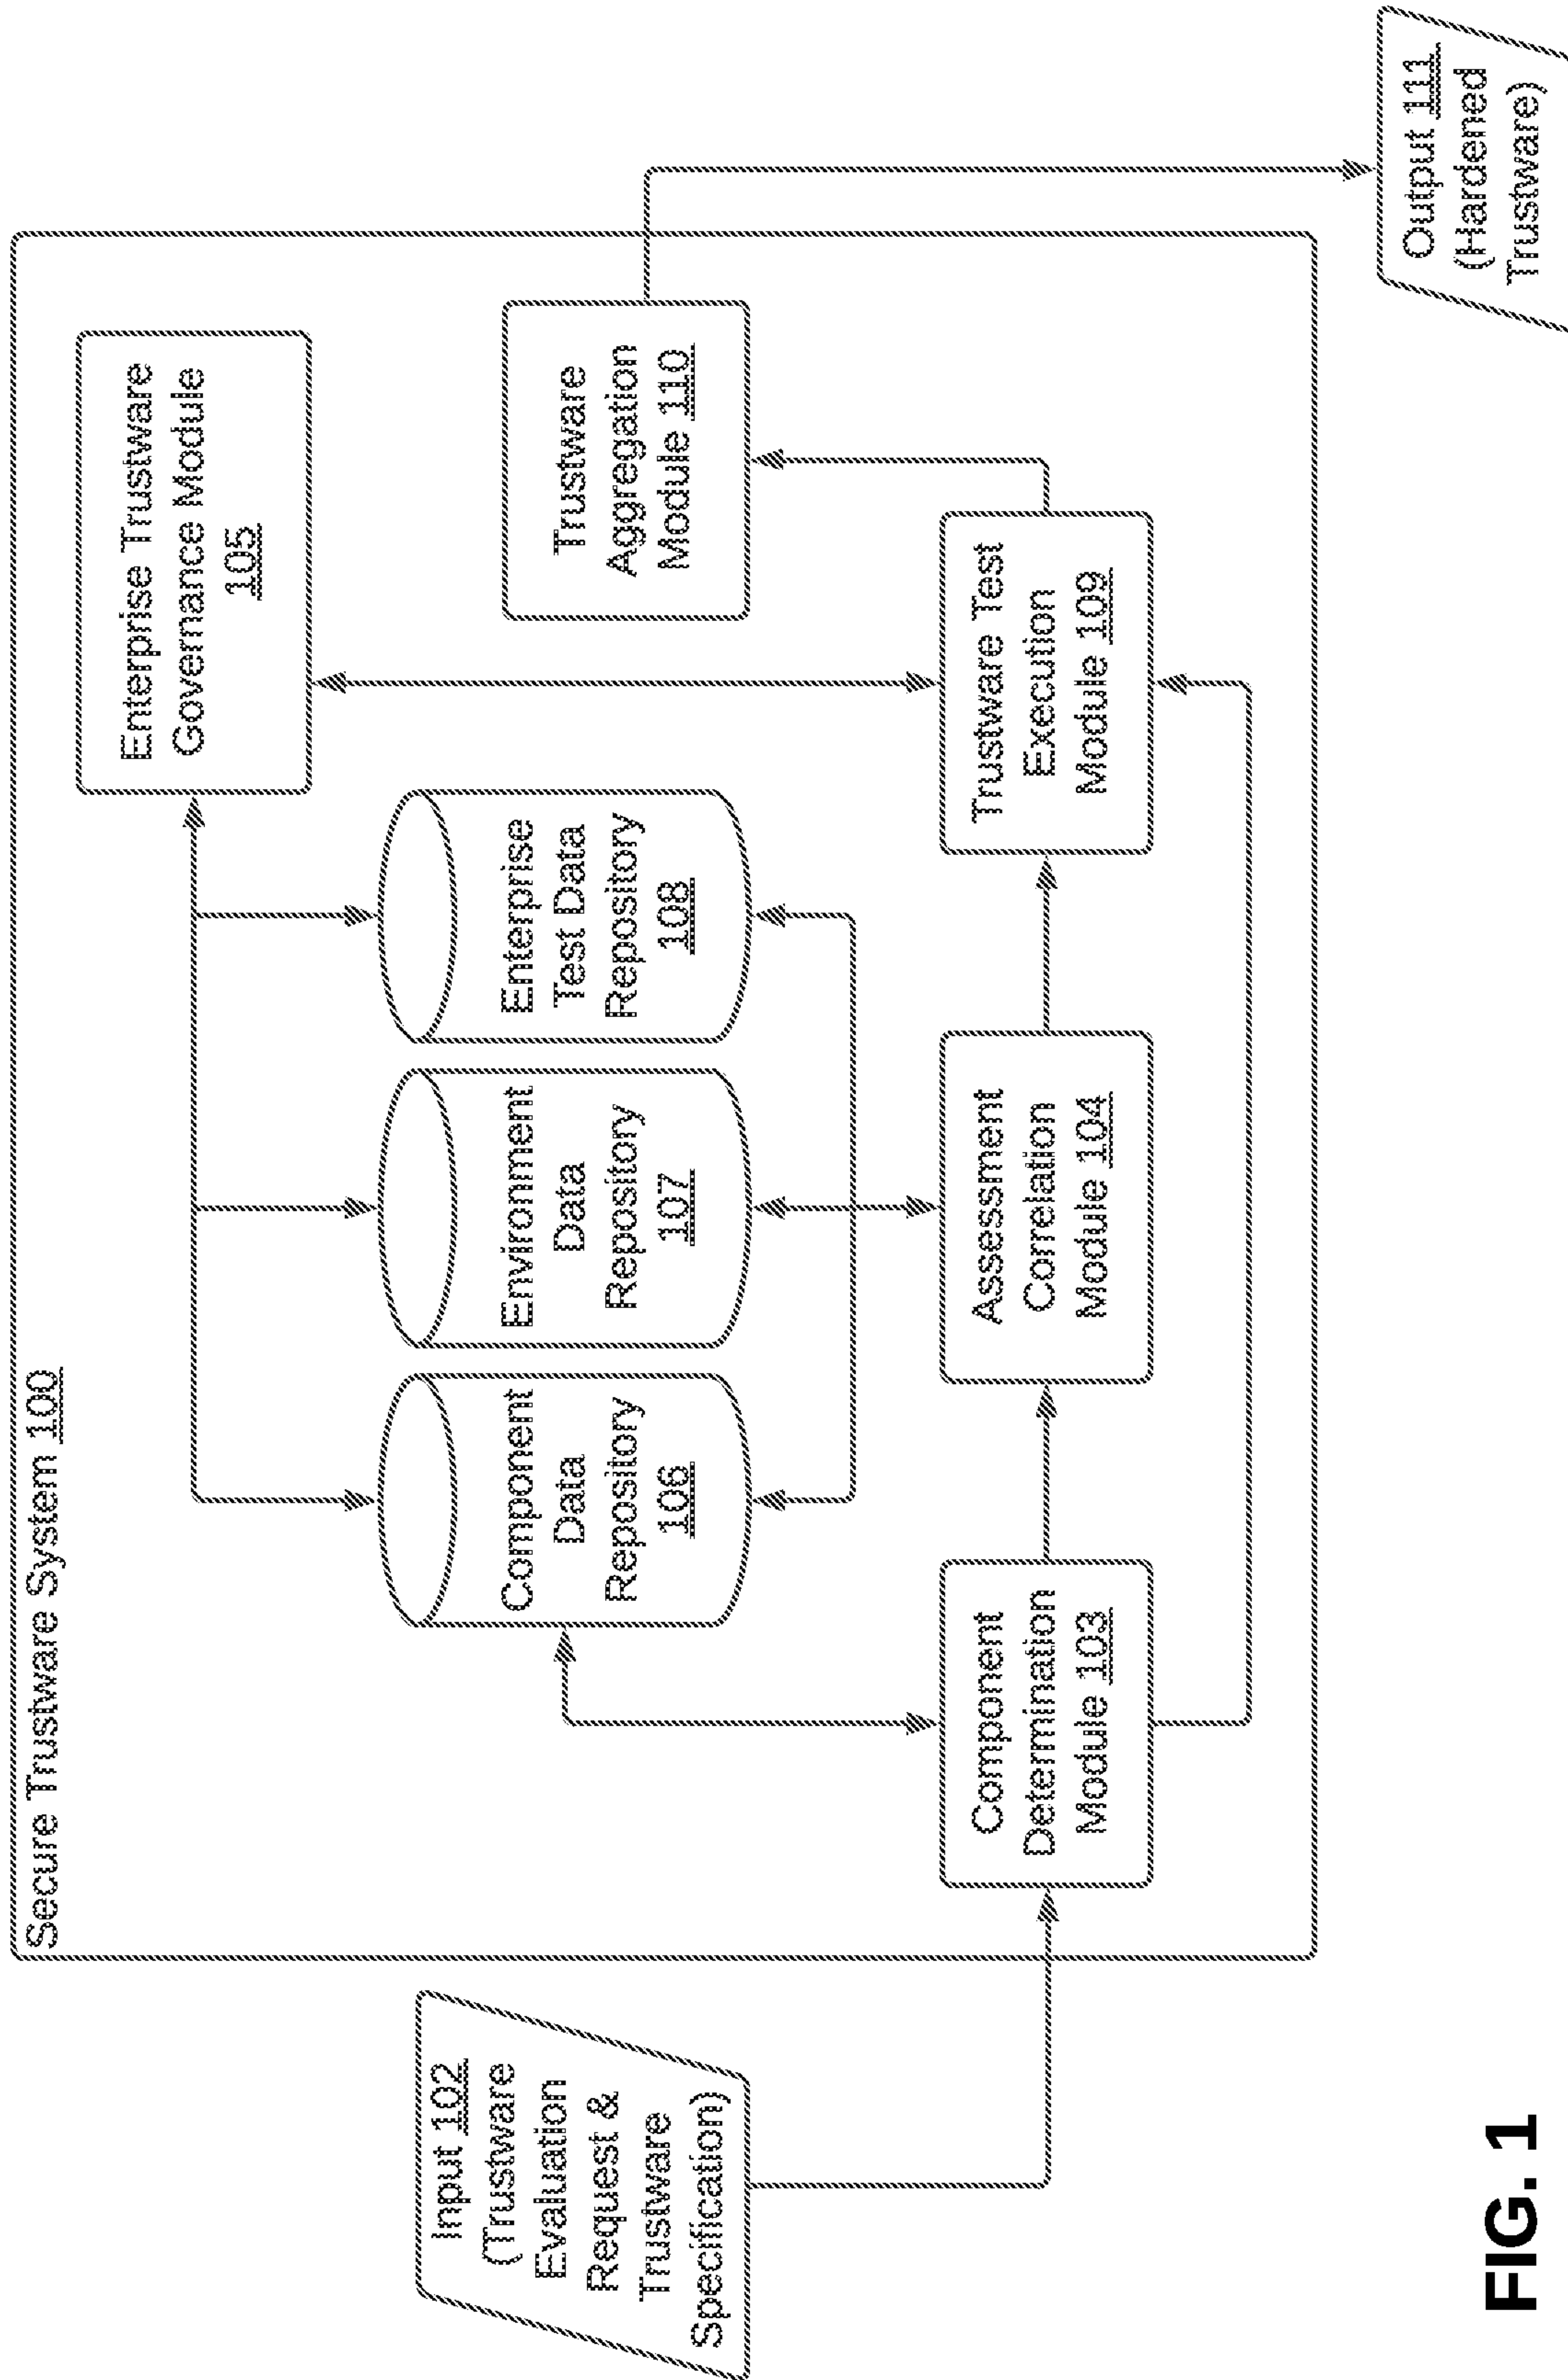 Secure Trustware System 100
Enterprise Trustware
Governance Module
105
Input 102
(Trustware
Evaluation
Request &
Trustware
Specification)
Component
Data
Repository
106
Environment
Data
Repository
107
Enterprise
Test Data
Repository
108
Trustware
Aggregation
Module 110
Component
Determination
Module 103
Assessment
Correlation
Module 104
Trustware Test
Execution
Module 109
Output 111
(Hardened
Trustware)
FIG. 1